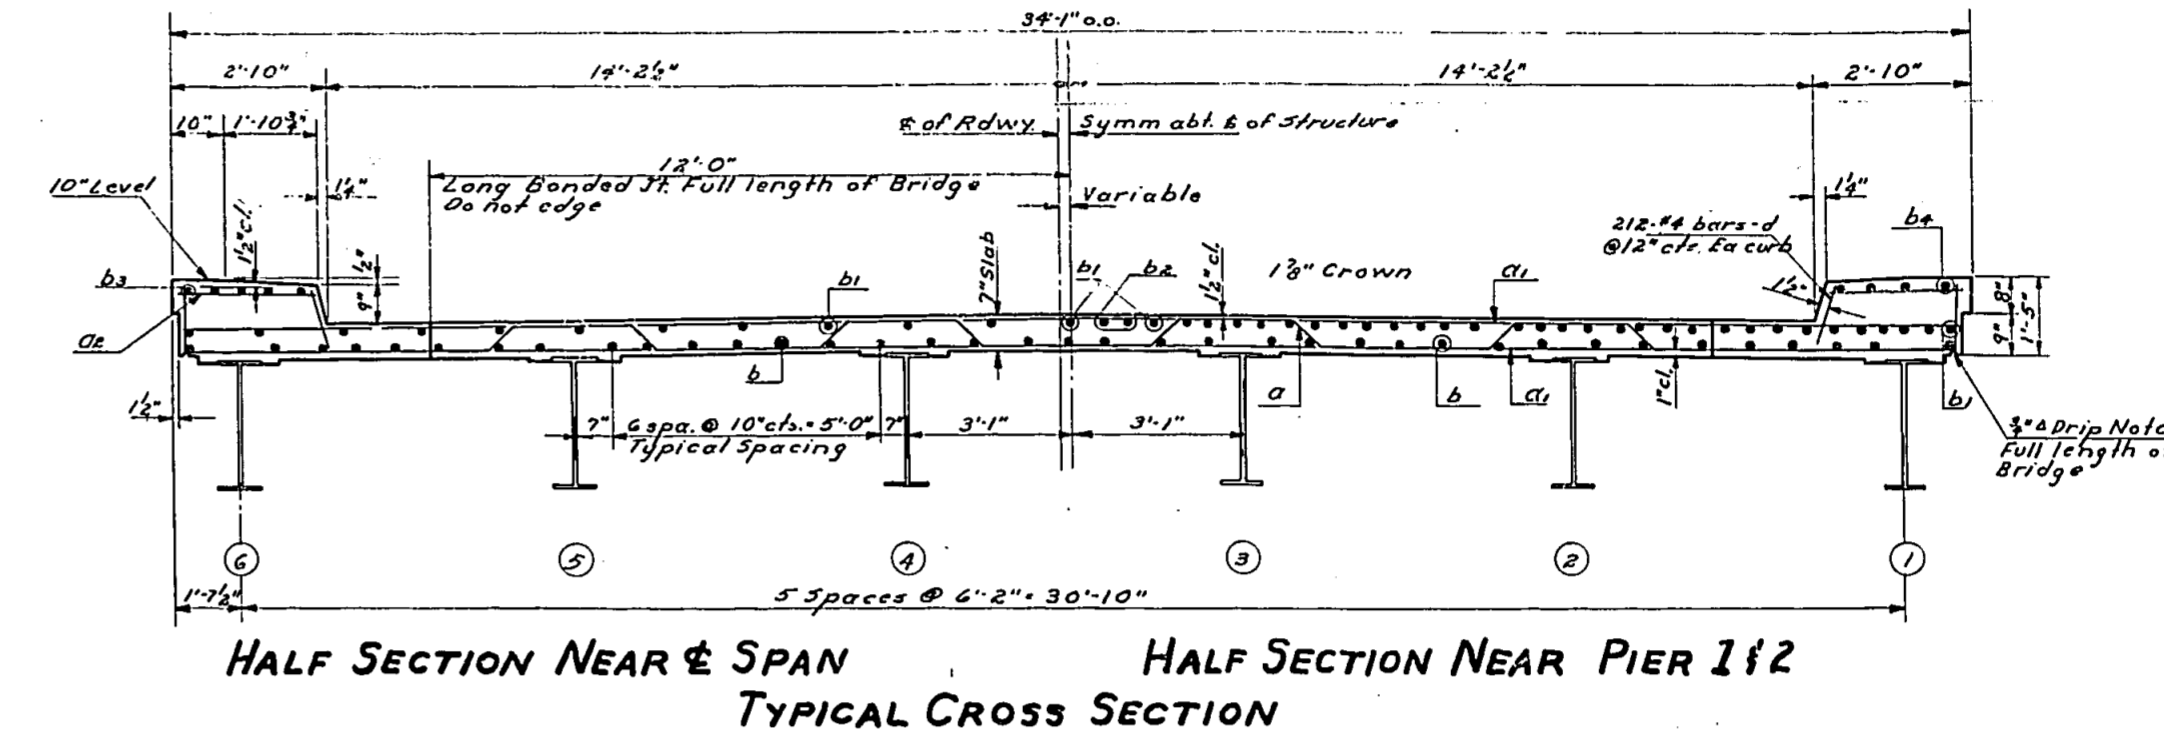 34'-1" o.o.
2'-10" 14'-2½" 14'-2½" 2'-10"
10" 1'-10¾" ℄ of Rdwy. Symm abt. ℄ of Structure
12'-0"
10" Level 1¼" Long Bonded Jt. Full length of Bridge 1¼"
Do not edge Variable
1½" cl. ½" 7" Slab 1½" cl. 212-#4 bars-d b4
@12" cts. Ea curb
b3 9" b1 b1 b2 1⅞" Crown a1 1½" 8"
9" 1'-5"
a2 b a b a1 1" cl. b1
1½" 7" 6 spa. @ 10" cts. = 5'-0" 7" 3'-1" 3'-1" ¾" Δ Drip Notc
Typical Spacing Full length o
Bridge
6 5 4 3 2 1
1'-7½" 5 Spaces @ 6'-2" = 30'-10"
HALF SECTION NEAR ℄ SPAN HALF SECTION NEAR PIER 1 & 2
TYPICAL CROSS SECTION